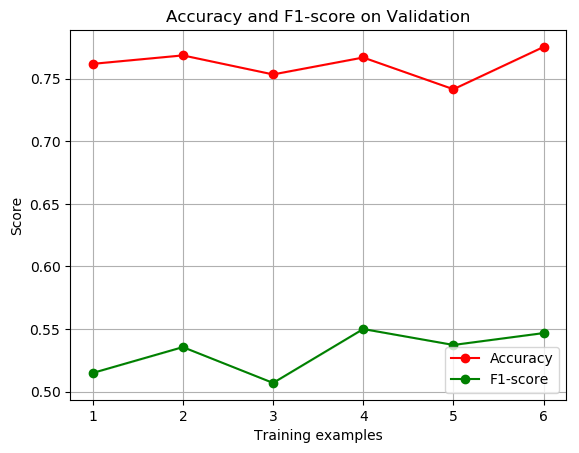 Accuracy and F1-score on Validation
0.75
0.70
0.65
0.60
0.55
0.50
Score
Accuracy
F1-score
1 2 3 4 5 6
Training examples